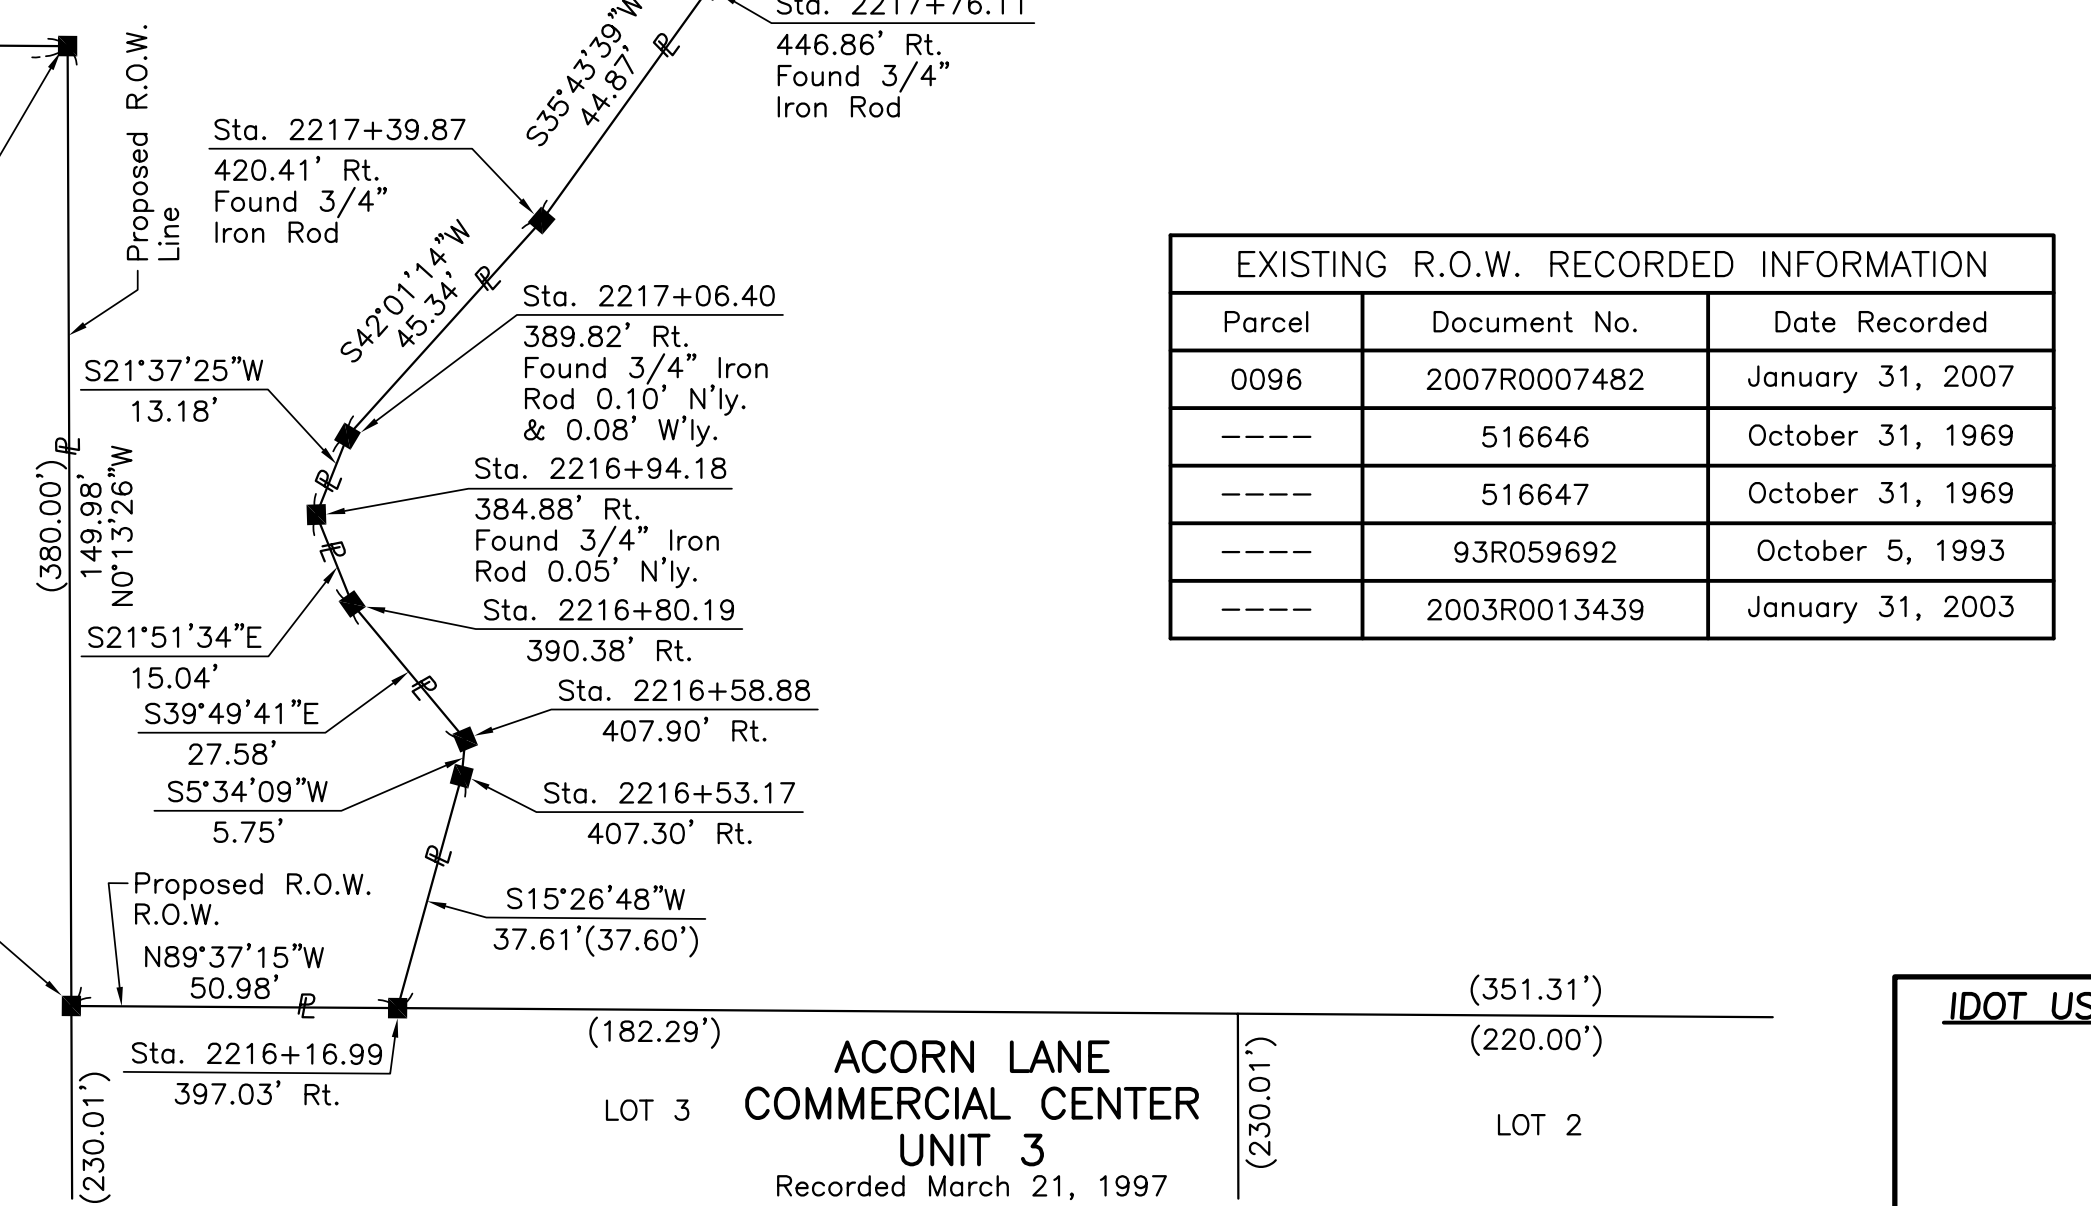 Sta. 2217+76.11
446.86' Rt.
Found 3/4"
Iron Rod
S35°43'39"W
44.87'
Proposed R.O.W.
Line
Sta. 2217+39.87
420.41' Rt.
Found 3/4"
Iron Rod
S42°01'14"W
45.34'
Sta. 2217+06.40
389.82' Rt.
Found 3/4" Iron
Rod 0.10' N'ly.
& 0.08' W'ly.
S21°37'25"W
13.18'
(380.00')
149.98'
N0°13'26"W
Sta. 2216+94.18
384.88' Rt.
Found 3/4" Iron
Rod 0.05' N'ly.
Sta. 2216+80.19
390.38' Rt.
S21°51'34"E
15.04'
S39°49'41"E
27.58'
Sta. 2216+58.88
407.90' Rt.
S5°34'09"W
5.75'
Sta. 2216+53.17
407.30' Rt.
Proposed R.O.W.
R.O.W.
N89°37'15"W
50.98'
S15°26'48"W
37.61'(37.60')
Sta. 2216+16.99
397.03' Rt.
(230.01')
(182.29')
LOT 3
ACORN LANE
COMMERCIAL CENTER
UNIT 3
Recorded March 21, 1997
(230.01')
(351.31')
(220.00')
LOT 2
EXISTING R.O.W. RECORDED INFORMATION
Parcel Document No. Date Recorded
0096 2007R0007482 January 31, 2007
---- 516646 October 31, 1969
---- 516647 October 31, 1969
---- 93R059692 October 5, 1993
---- 2003R0013439 January 31, 2003
IDOT US